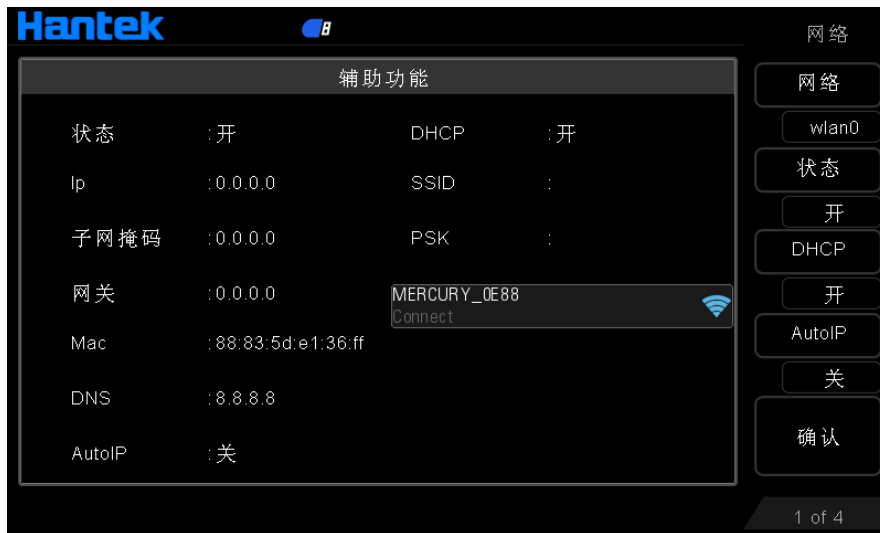 Hantek
网络
辅助功能
网络
状态 :开 DHCP :开
wlan0
状态
Ip :0.0.0.0 SSID :
开
子网掩码 :0.0.0.0 PSK :
DHCP
网关 :0.0.0.0
MERCURY_0E88
Connect
开
Mac :88:83:5d:e1:36:ff
AutoIP
关
DNS :8.8.8.8
确认
AutoIP :关
1 of 4